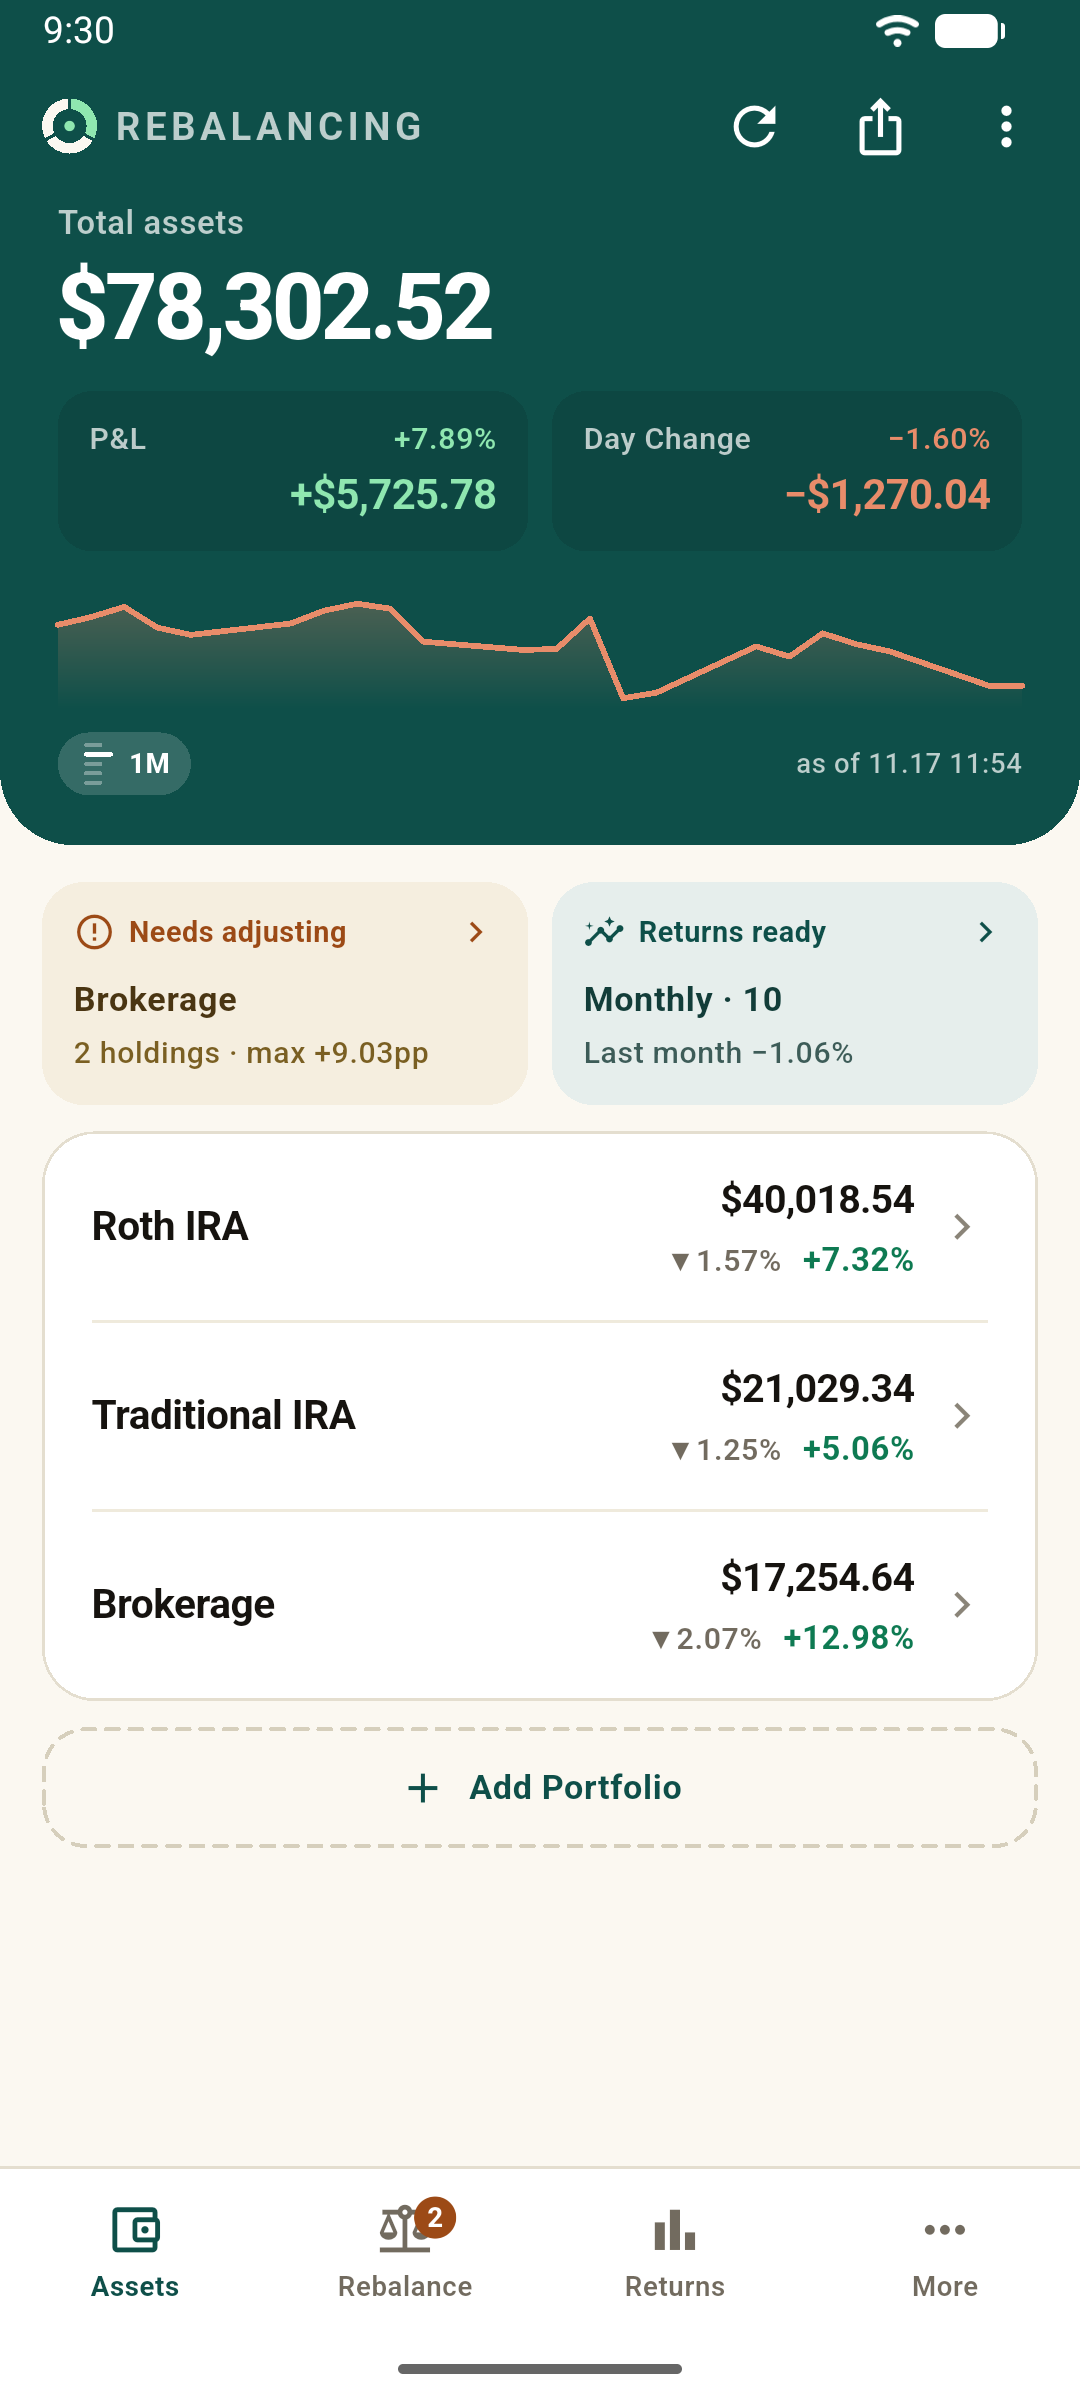 9:30
REBALANCING
Total assets
$78,302.52
P&L +7.89%
+$5,725.78
Day Change −1.60%
−$1,270.04
1M
as of 11.17 11:54
Needs adjusting
Brokerage
2 holdings · max +9.03pp
Returns ready
Monthly · 10
Last month −1.06%
Roth IRA
$40,018.54
▼1.57% +7.32%
Traditional IRA
$21,029.34
▼1.25% +5.06%
Brokerage
$17,254.64
▼2.07% +12.98%
+ Add Portfolio
2
Assets
Rebalance
Returns
More